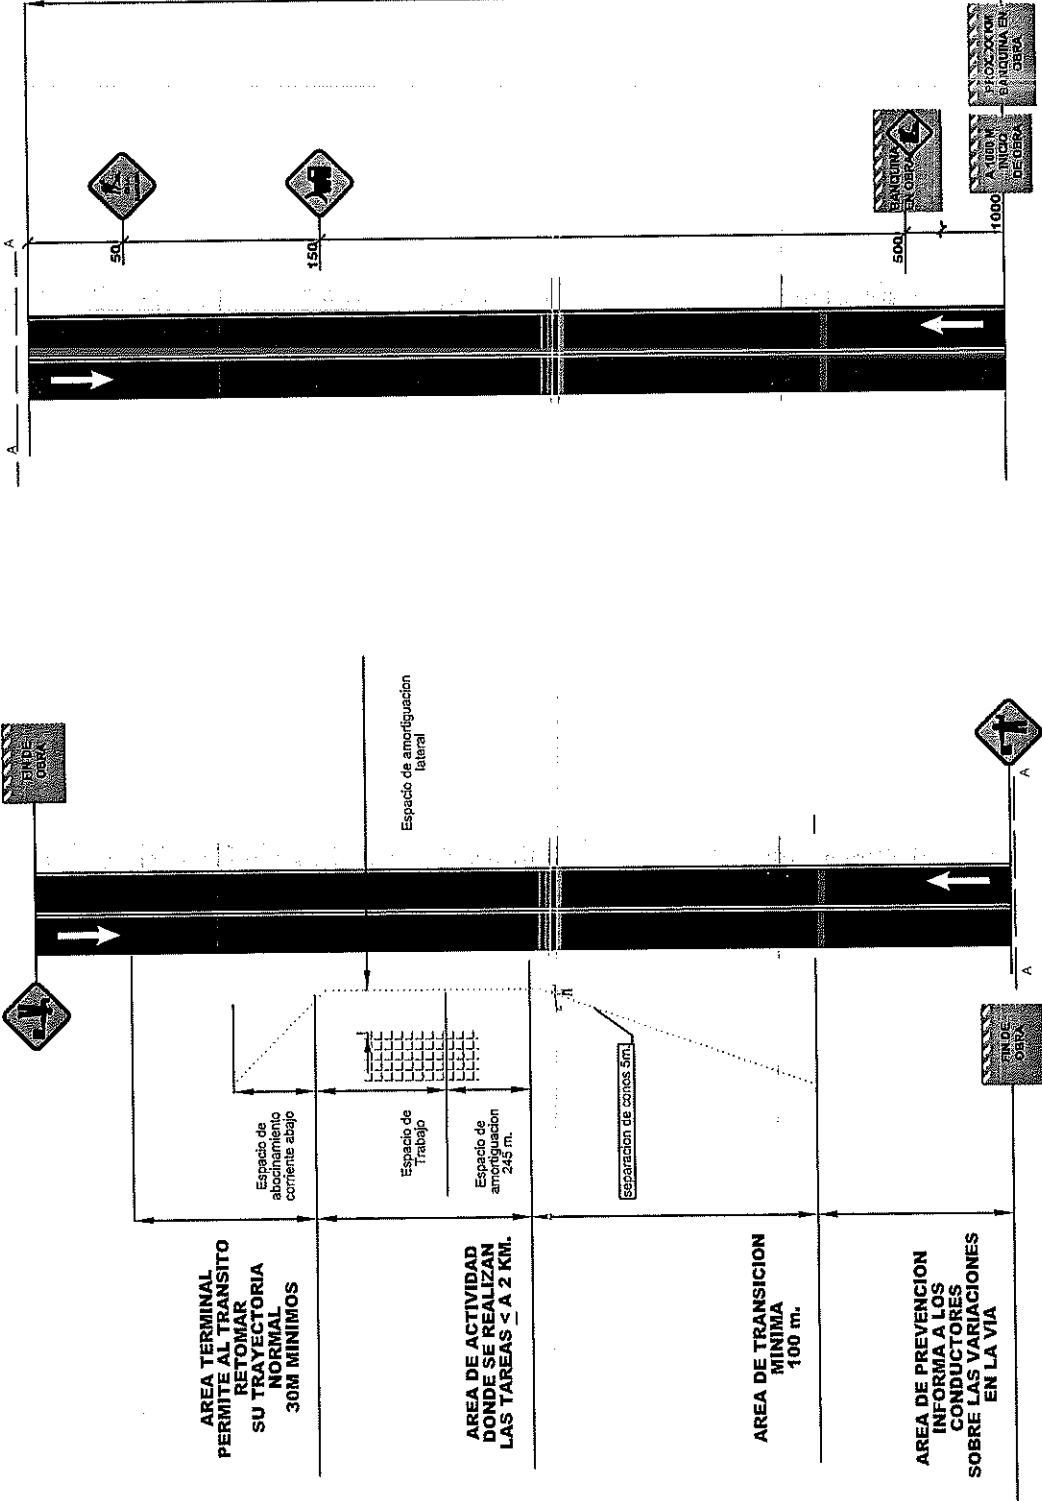 A
A
50
150
500
1000
BANQUINA
EN OBRA
A 1000 M
INICIO
DE OBRA
PROX. XX KM
BANQUINA EN
OBRA
FIN DE
OBRA
Espacio de amortiguacion
lateral
A
A
FIN DE
OBRA
Espacio de
abocinamiento
corriente abajo
Espacio de
Trabajo
Espacio de
amortiguacion
245 m.
separacion de conos 5m.
AREA TERMINAL
PERMITE AL TRANSITO
RETOMAR
SU TRAYECTORIA
NORMAL
30M MINIMOS
AREA DE ACTIVIDAD
DONDE SE REALIZAN
LAS TAREAS < A 2 KM.
AREA DE TRANSICION
MINIMA
100 m.
AREA DE PREVENCION
INFORMA A LOS
CONDUCTORES
SOBRE LAS VARIACIONES
EN LA VIA